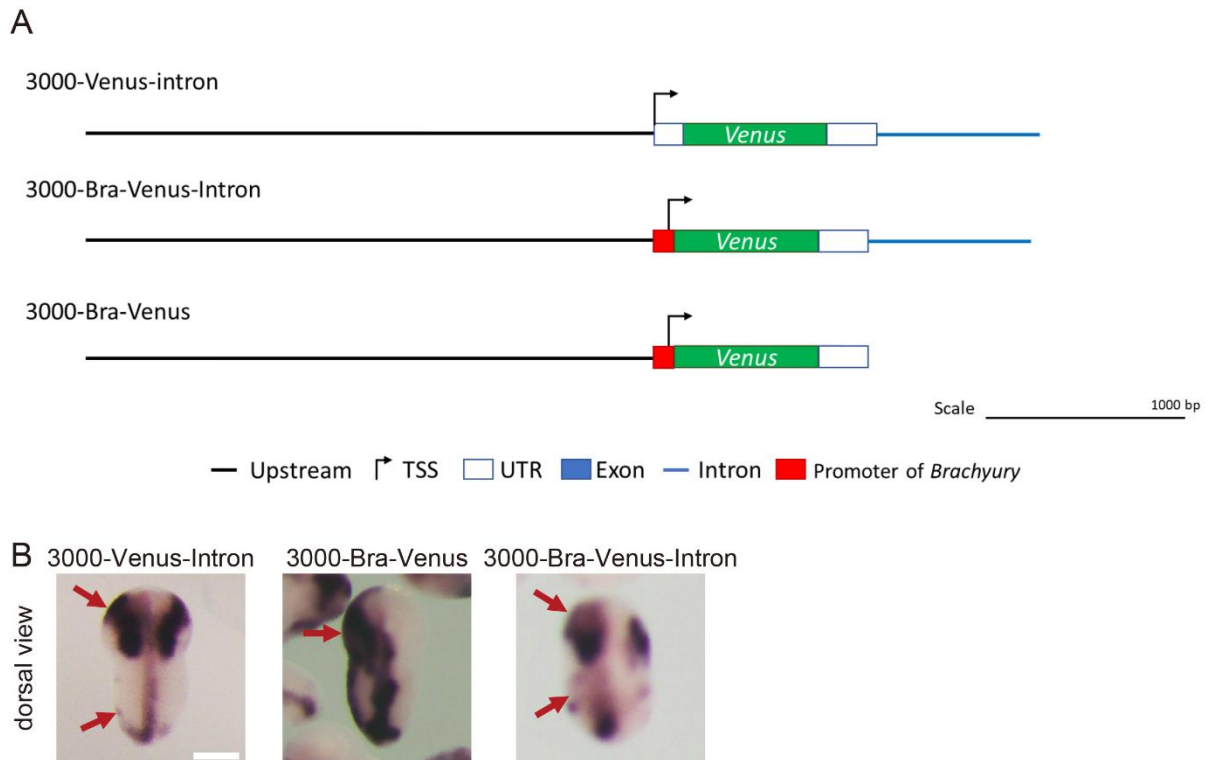 A
3000-Venus-intron
Venus
3000-Bra-Venus-Intron
Venus
3000-Bra-Venus
Venus
Scale 1000 bp
Upstream TSS UTR Exon Intron Promoter of Brachyury
B 3000-Venus-Intron 3000-Bra-Venus 3000-Bra-Venus-Intron
dorsal view